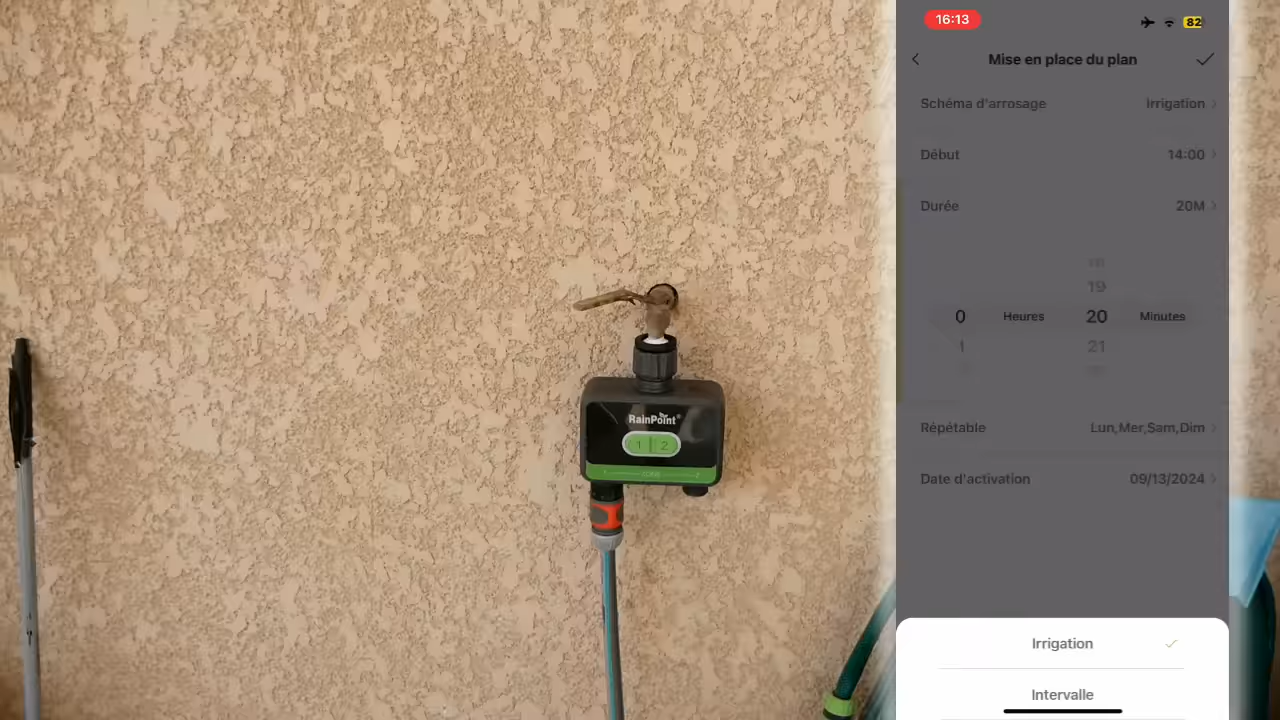 16:13
82
Mise en place du plan
Schéma d'arrosage Irrigation
Début 14:00
Durée 20M
19
0 Heures 20 Minutes
1 21
Répétable Lun,Mer,Sam,Dim
Date d'activation 09/13/2024
Irrigation
Intervalle
RainPoint®
1 2